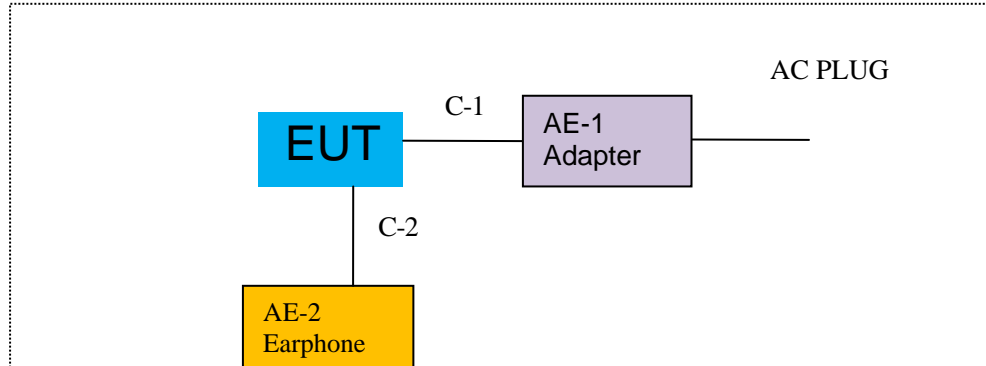 AC PLUG
C-1
EUT
AE-1
Adapter
C-2
AE-2
Earphone